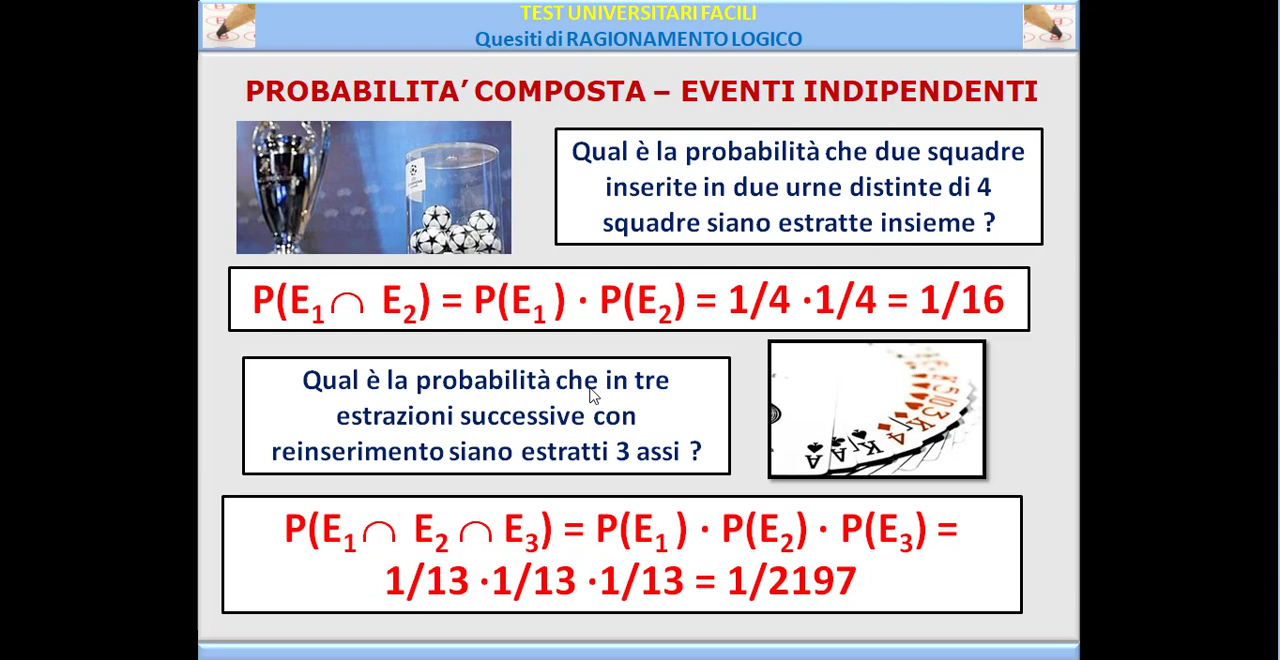 TEST UNIVERSITARI FACILI
Quesiti di RAGIONAMENTO LOGICO
PROBABILITA’ COMPOSTA – EVENTI INDIPENDENTI
Qual è la probabilità che due squadre
inserite in due urne distinte di 4
squadre siano estratte insieme ?
P(E₁∩ E₂) = P(E₁ ) · P(E₂) = 1/4 ·1/4 = 1/16
Qual è la probabilità che in tre
estrazioni successive con
reinserimento siano estratti 3 assi ?
P(E₁∩ E₂ ∩ E₃) = P(E₁ ) · P(E₂) · P(E₃) =
1/13 ·1/13 ·1/13 = 1/2197